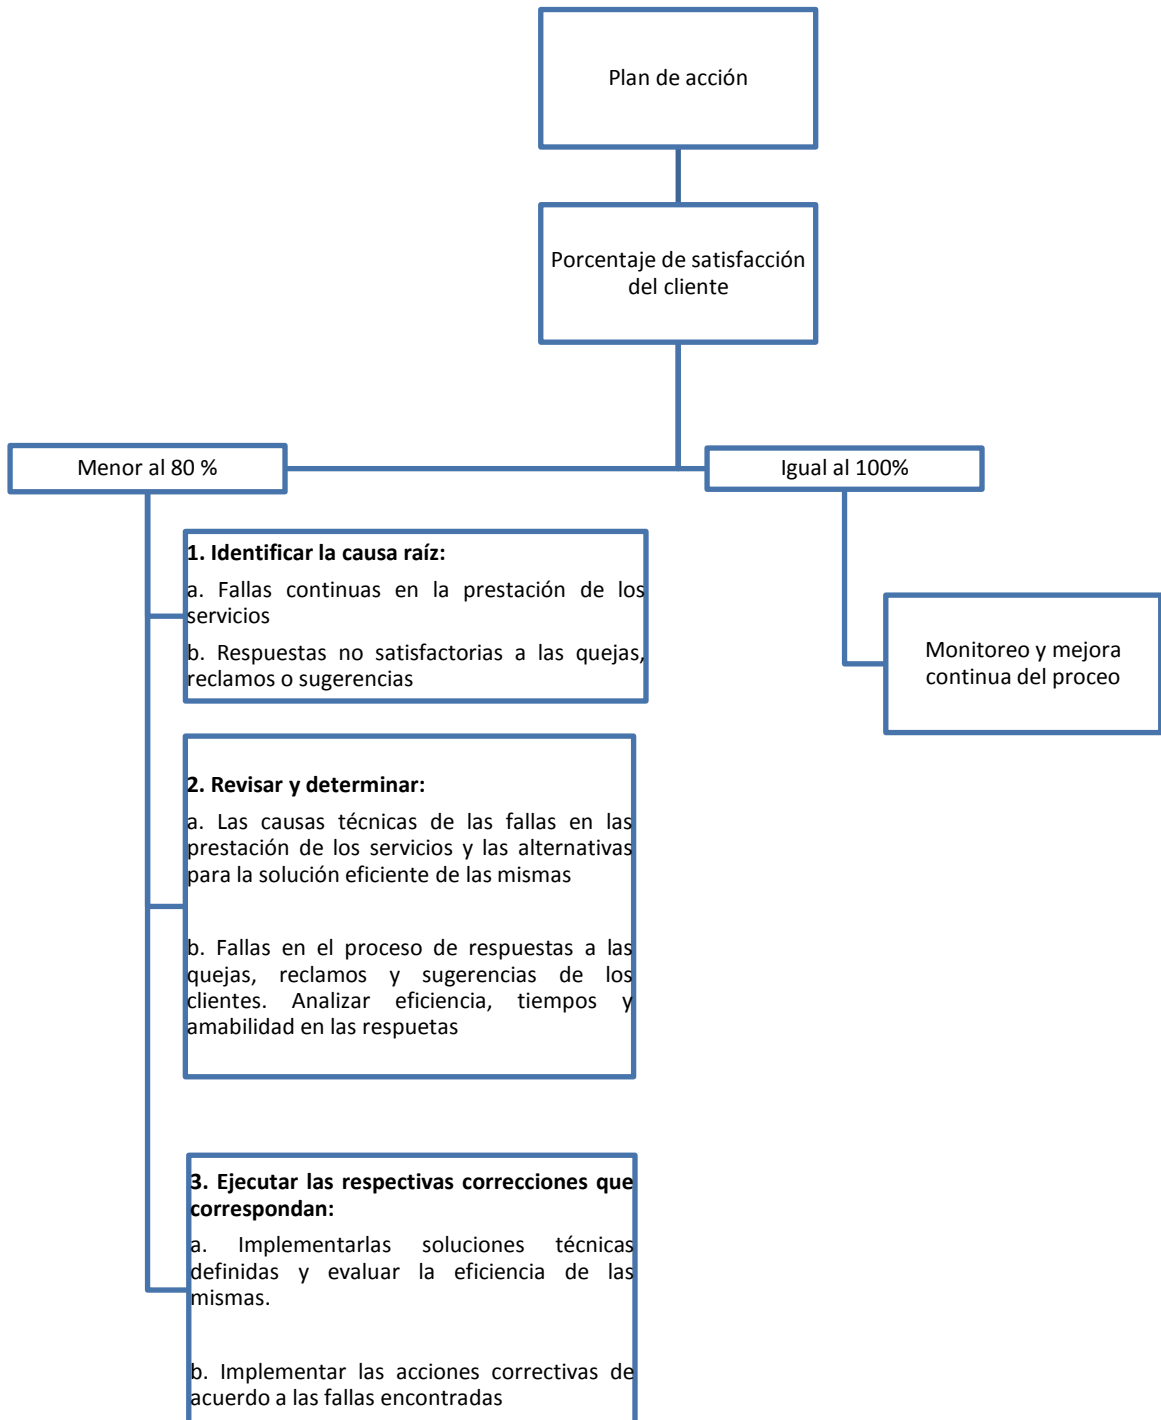 Plan de acción
Porcentaje de satisfacción
del cliente
Menor al 80 %
Igual al 100%
1. Identificar la causa raíz:
a. Fallas continuas en la prestación de los
servicios
b. Respuestas no satisfactorias a las quejas,
reclamos o sugerencias
Monitoreo y mejora
continua del proceo
2. Revisar y determinar:
a. Las causas técnicas de las fallas en las
prestación de los servicios y las alternativas
para la solución eficiente de las mismas
b. Fallas en el proceso de respuestas a las
quejas, reclamos y sugerencias de los
clientes. Analizar eficiencia, tiempos y
amabilidad en las respuetas
3. Ejecutar las respectivas correcciones que
correspondan:
a. Implementarlas soluciones técnicas
definidas y evaluar la eficiencia de las
mismas.
b. Implementar las acciones correctivas de
acuerdo a las fallas encontradas